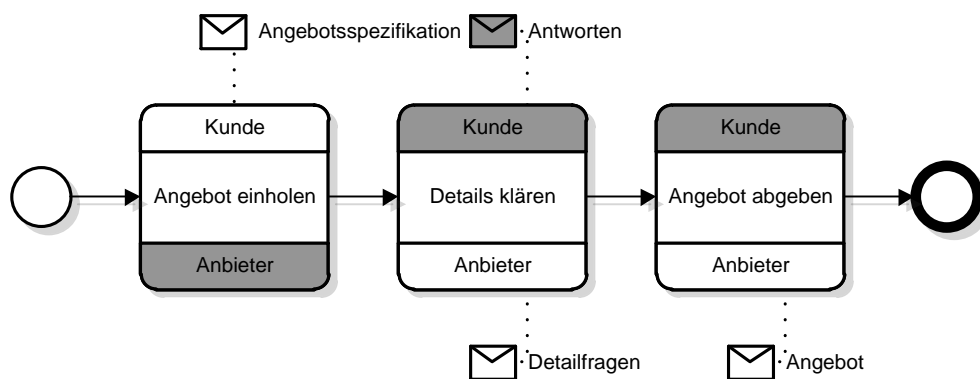 Angebotsspezifikation
Antworten
Kunde
Kunde
Kunde
Angebot einholen
Details klären
Angebot abgeben
Anbieter
Anbieter
Anbieter
Detailfragen
Angebot